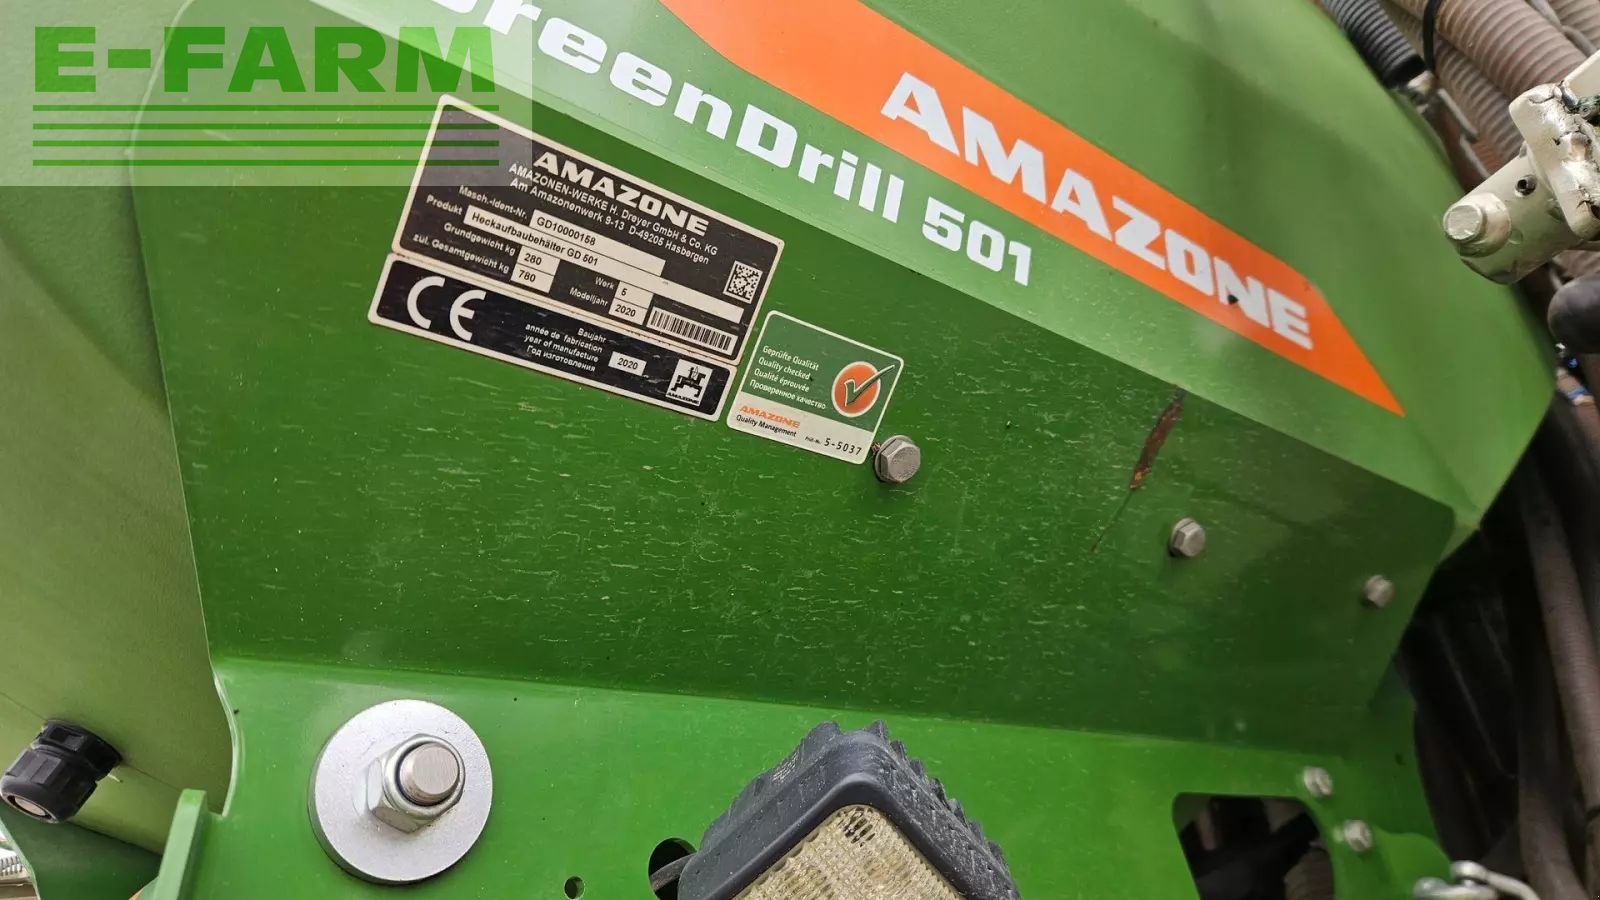 E-FARM
GreenDrill 501
AMAZONE
AMAZONE
AMAZONEN-WERKE H. Dreyer GmbH & Co. KG
Am Amazonenwerk 9-13 D-49205 Hasbergen
Masch.-Ident-Nr. GD10000158
Produkt Heckaufbaubehälter GD 501
Grundgewicht kg 280 Werk 5
zul. Gesamtgewicht kg 780 Modelljahr 2020
CE
Baujahr
année de fabrication
year of manufacture 2020
Год изготовления
AMAZONE
Geprüfte Qualität
Quality checked
Qualité éprouvée
Проверенное качество
AMAZONE
Quality Management
Prüf.-Nr. 5-5037